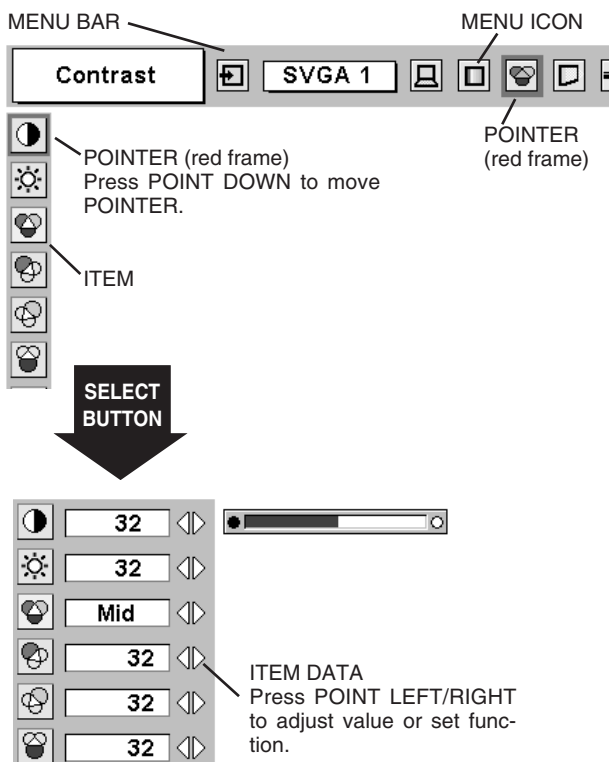 MENU BAR
MENU ICON
Contrast
SVGA 1
POINTER
(red frame)
POINTER (red frame)
Press POINT DOWN to move
POINTER.
ITEM
SELECT
BUTTON
32
32
Mid
32
32
32
ITEM DATA
Press POINT LEFT/RIGHT
to adjust value or set func-
tion.